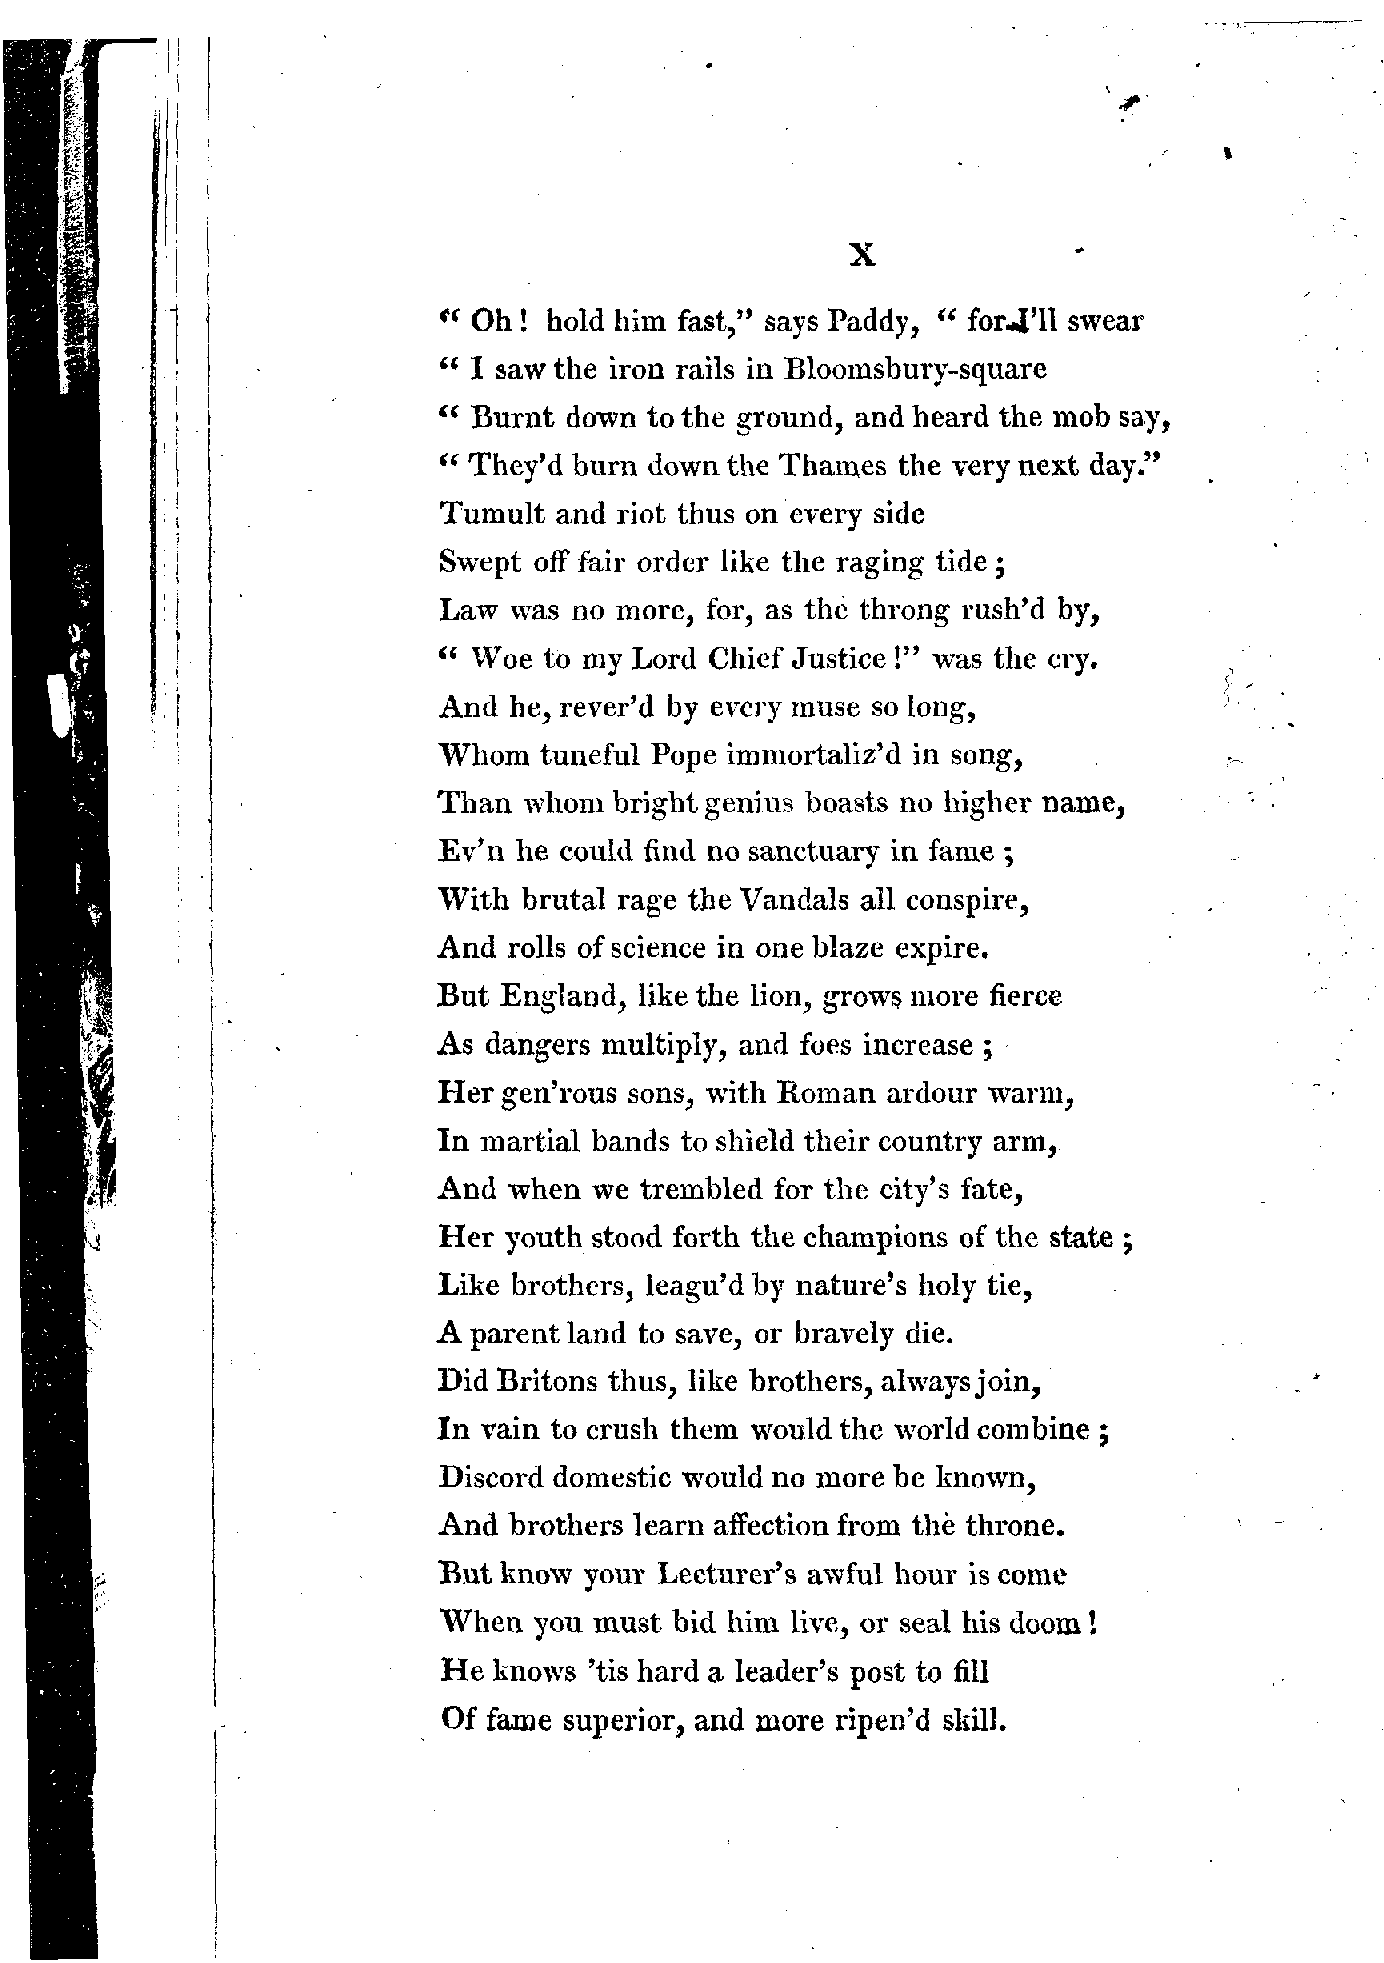 X
“ Oh! hold him fast,” says Paddy, “ for I’ll swear
“ I saw the iron rails in Bloomsbury-square
“ Burnt down to the ground, and heard the mob say,
“ They’d burn down the Thames the very next day.”
Tumult and riot thus on every side
Swept off fair order like the raging tide ;
Law was no more, for, as the throng rush’d by,
“ Woe to my Lord Chief Justice !” was the cry.
And he, rever’d by every muse so long,
Whom tuneful Pope immortaliz’d in song,
Than whom bright genius boasts no higher name,
Ev’n he could find no sanctuary in fame ;
With brutal rage the Vandals all conspire,
And rolls of science in one blaze expire.
But England, like the lion, grows more fierce
As dangers multiply, and foes increase ;
Her gen’rous sons, with Roman ardour warm,
In martial bands to shield their country arm,
And when we trembled for the city’s fate,
Her youth stood forth the champions of the state ;
Like brothers, leagu’d by nature’s holy tie,
A parent land to save, or bravely die.
Did Britons thus, like brothers, always join,
In vain to crush them would the world combine ;
Discord domestic would no more be known,
And brothers learn affection from the throne.
But know your Lecturer’s awful hour is come
When you must bid him live, or seal his doom !
He knows ’tis hard a leader’s post to fill
Of fame superior, and more ripen’d skill.